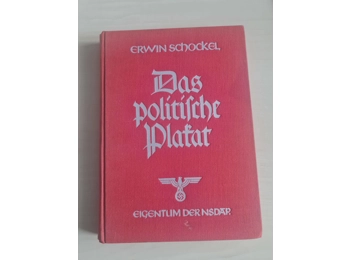 ERWIN SCHOCKEL
Das
politische
Plakat
EIGENTUM DER NSDAP